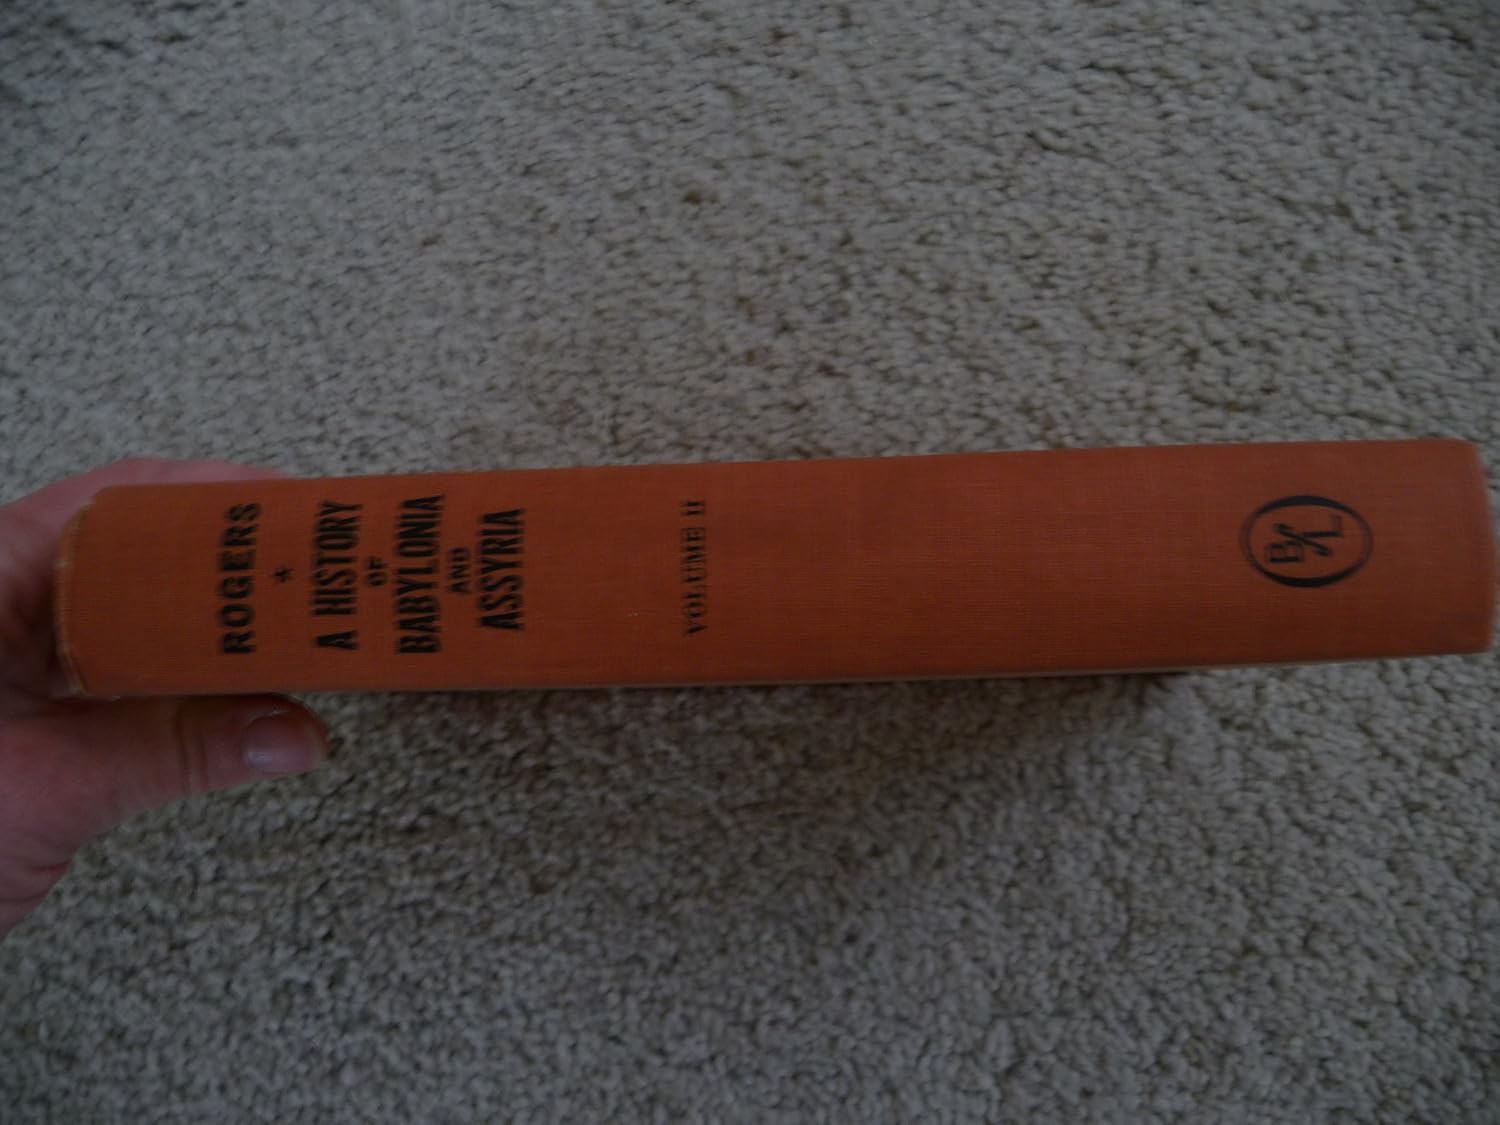 ROGERS
A HISTORY
OF
BABYLONIA
AND
ASSYRIA
VOLUME II
B/L